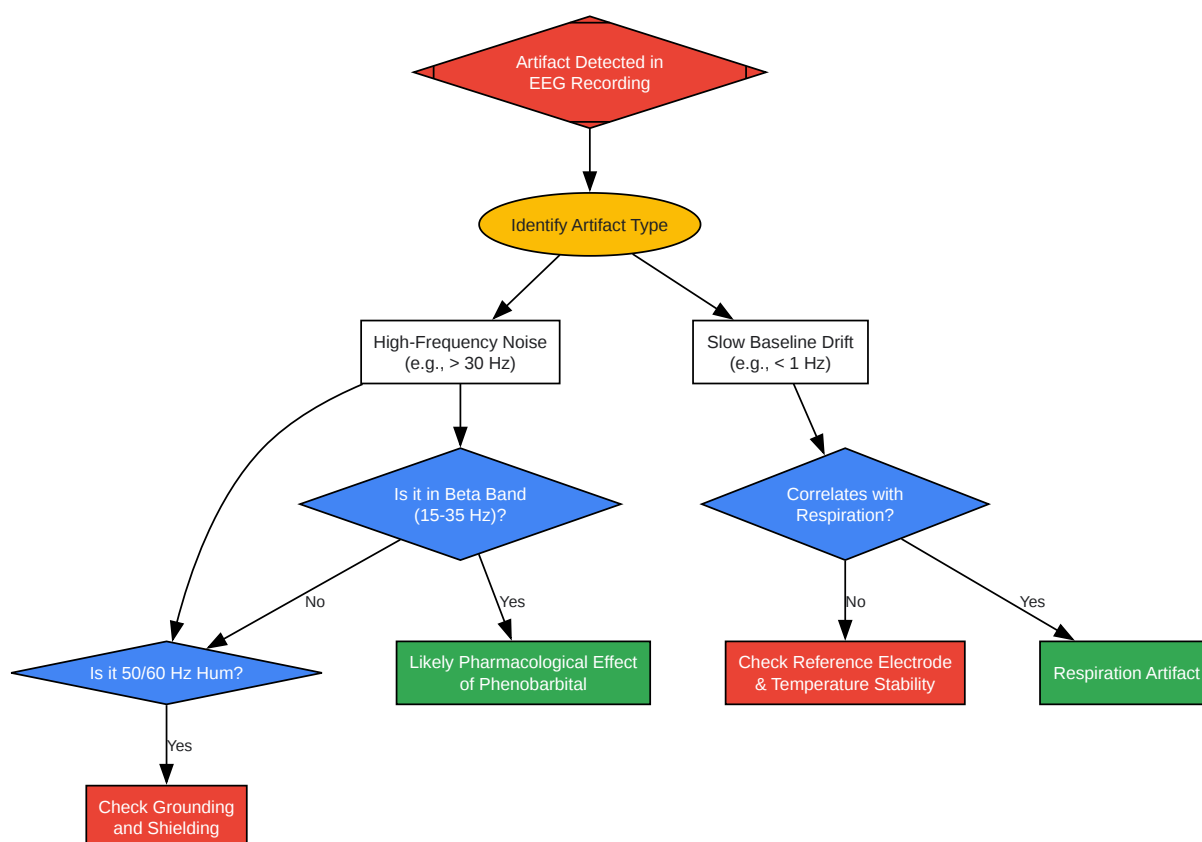 Artifact Detected in
EEG Recording
Identify Artifact Type
High-Frequency Noise
(e.g., > 30 Hz)
Slow Baseline Drift
(e.g., < 1 Hz)
Is it in Beta Band
(15-35 Hz)?
Correlates with
Respiration?
No
Yes
No
Yes
Is it 50/60 Hz Hum?
Likely Pharmacological Effect
of Phenobarbital
Check Reference Electrode
& Temperature Stability
Respiration Artifact
Yes
Check Grounding
and Shielding